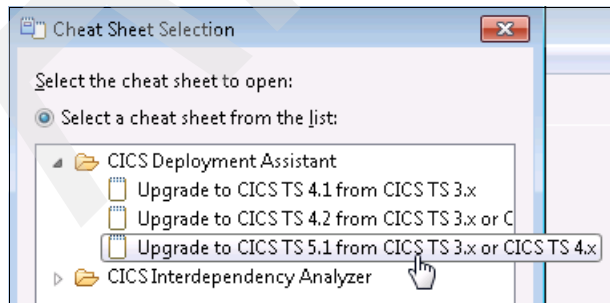 Cheat Sheet Selection
Select the cheat sheet to open:
Select a cheat sheet from the list:
CICS Deployment Assistant
Upgrade to CICS TS 4.1 from CICS TS 3.x
Upgrade to CICS TS 4.2 from CICS TS 3.x or C
Upgrade to CICS TS 5.1 from CICS TS 3.x or CICS TS 4.x
CICS Interdependency Analyzer